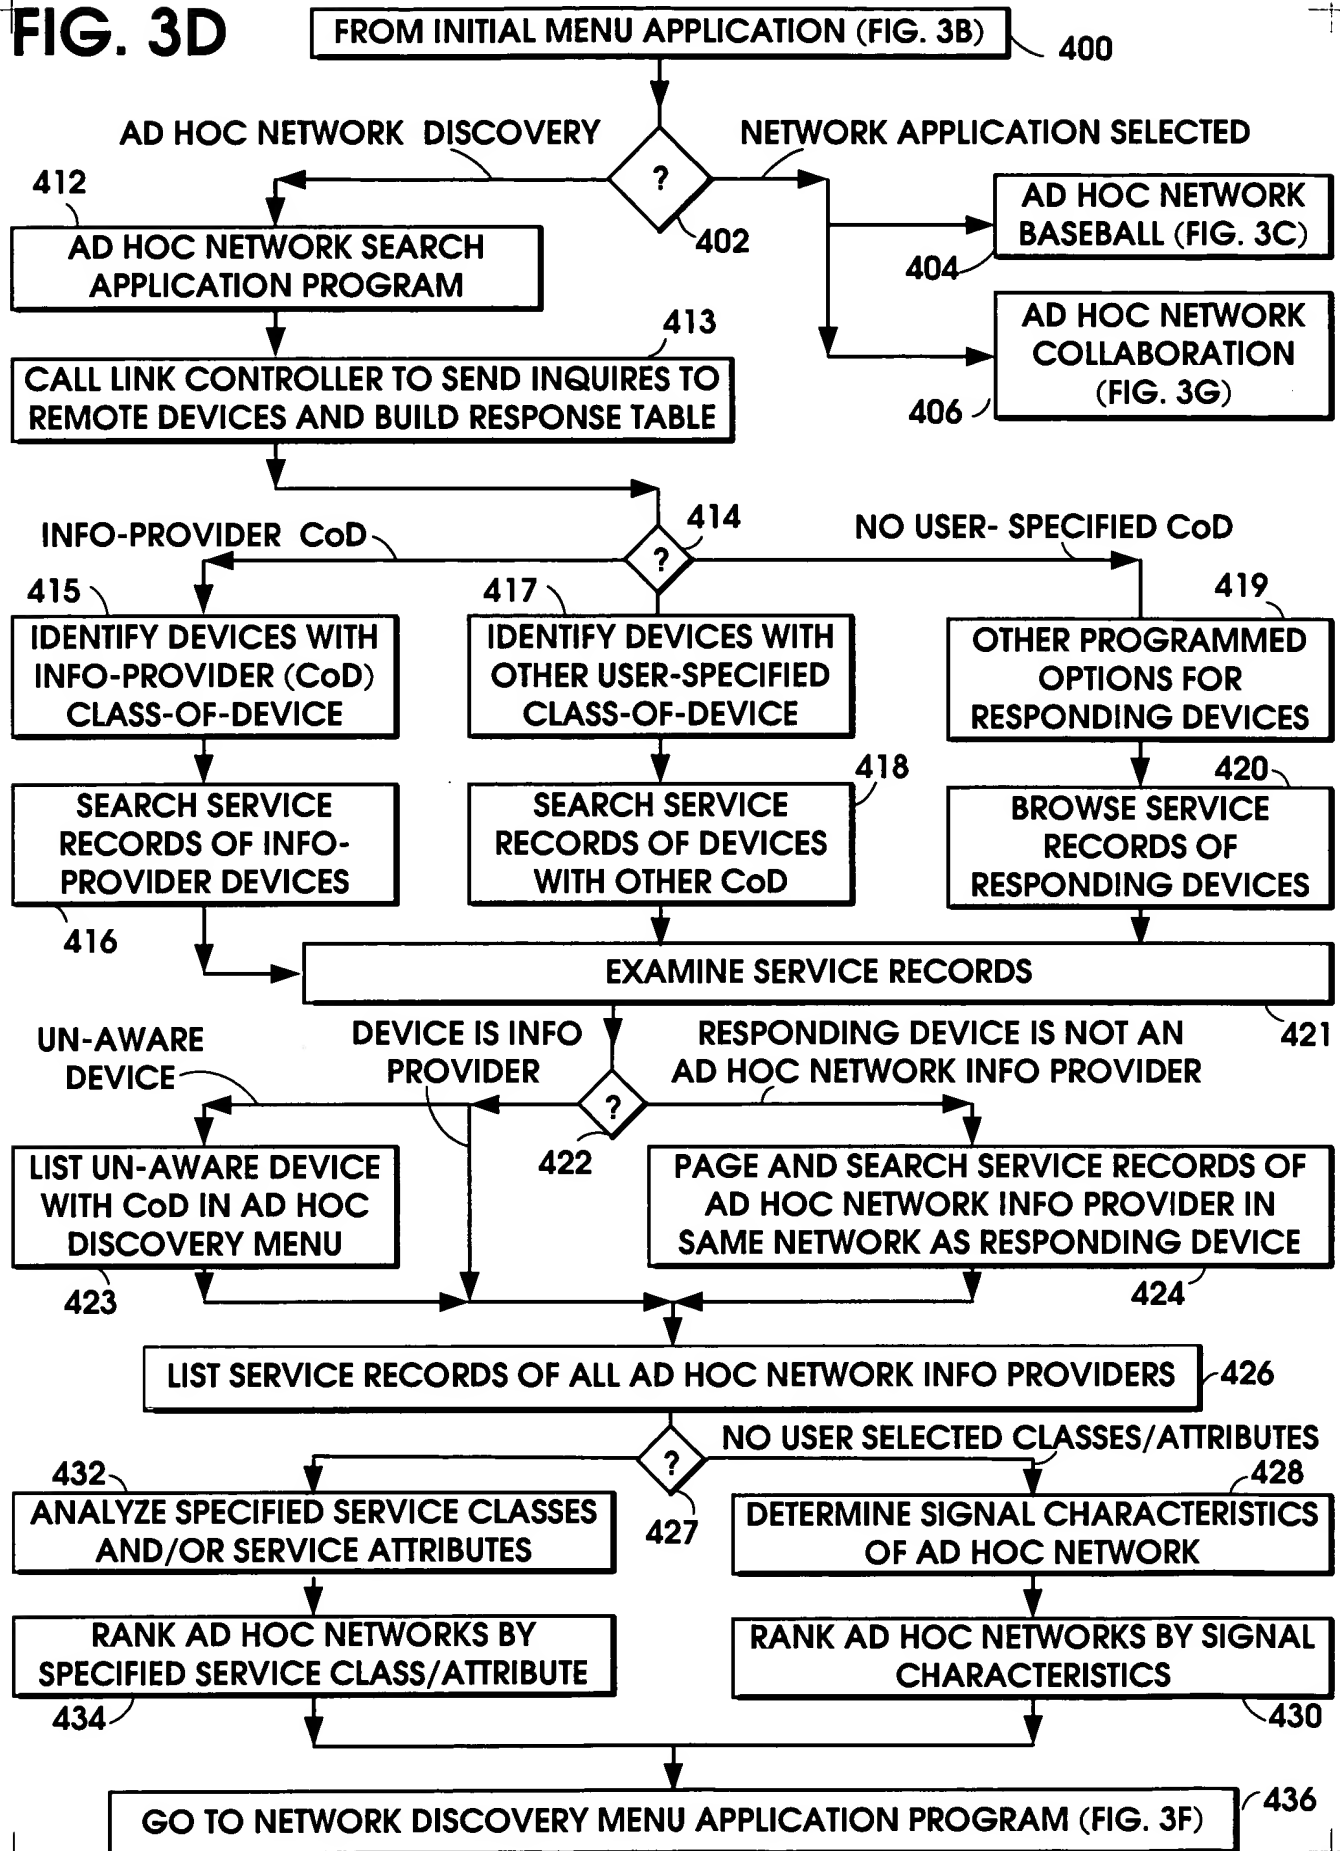 FIG. 3D
FROM INITIAL MENU APPLICATION (FIG. 3B)
400
AD HOC NETWORK DISCOVERY
NETWORK APPLICATION SELECTED
?
402
412
AD HOC NETWORK SEARCH
APPLICATION PROGRAM
AD HOC NETWORK
BASEBALL (FIG. 3C)
404
AD HOC NETWORK
COLLABORATION
(FIG. 3G)
406
413
CALL LINK CONTROLLER TO SEND INQUIRES TO
REMOTE DEVICES AND BUILD RESPONSE TABLE
INFO-PROVIDER CoD
?
414
NO USER- SPECIFIED CoD
415
IDENTIFY DEVICES WITH
INFO-PROVIDER (CoD)
CLASS-OF-DEVICE
417
IDENTIFY DEVICES WITH
OTHER USER-SPECIFIED
CLASS-OF-DEVICE
419
OTHER PROGRAMMED
OPTIONS FOR
RESPONDING DEVICES
SEARCH SERVICE
RECORDS OF INFO-
PROVIDER DEVICES
416
SEARCH SERVICE
RECORDS OF DEVICES
WITH OTHER CoD
418
420
BROWSE SERVICE
RECORDS OF
RESPONDING DEVICES
EXAMINE SERVICE RECORDS
421
UN-AWARE
DEVICE
DEVICE IS INFO
PROVIDER
RESPONDING DEVICE IS NOT AN
AD HOC NETWORK INFO PROVIDER
?
422
LIST UN-AWARE DEVICE
WITH CoD IN AD HOC
DISCOVERY MENU
423
PAGE AND SEARCH SERVICE RECORDS OF
AD HOC NETWORK INFO PROVIDER IN
SAME NETWORK AS RESPONDING DEVICE
424
LIST SERVICE RECORDS OF ALL AD HOC NETWORK INFO PROVIDERS
426
?
427
NO USER SELECTED CLASSES/ATTRIBUTES
432
ANALYZE SPECIFIED SERVICE CLASSES
AND/OR SERVICE ATTRIBUTES
428
DETERMINE SIGNAL CHARACTERISTICS
OF AD HOC NETWORK
RANK AD HOC NETWORKS BY
SPECIFIED SERVICE CLASS/ATTRIBUTE
434
RANK AD HOC NETWORKS BY SIGNAL
CHARACTERISTICS
430
GO TO NETWORK DISCOVERY MENU APPLICATION PROGRAM (FIG. 3F)
436